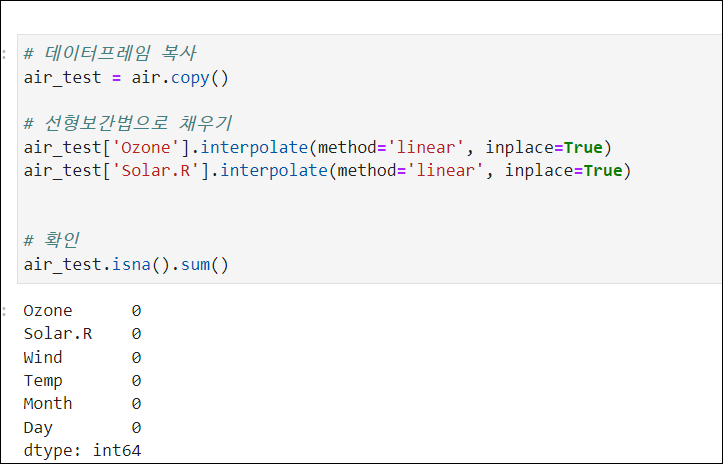 # 데이터프레임 복사
air_test = air.copy()
# 선형보간법으로 채우기
air_test['Ozone'].interpolate(method='linear', inplace=True)
air_test['Solar.R'].interpolate(method='linear', inplace=True)
# 확인
air_test.isna().sum()
Ozone      0
Solar.R    0
Wind       0
Temp       0
Month      0
Day        0
dtype: int64